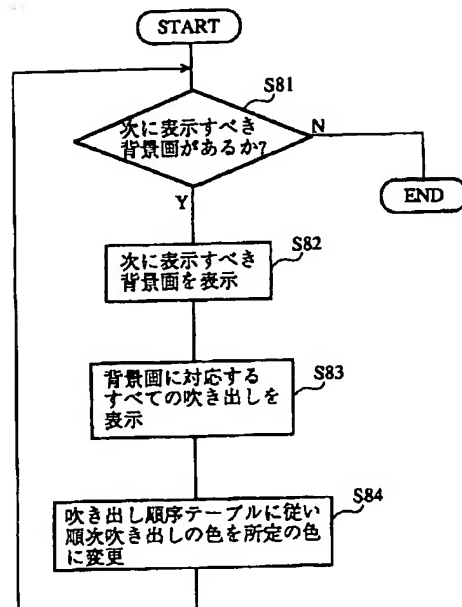 START
S81
次に表示すべき
背景画があるか?
N
END
Y
S82
次に表示すべき
背景画を表示
S83
背景画に対応する
すべての吹き出しを
表示
S84
吹き出し順序テーブルに従い
順次吹き出しの色を所定の色
に変更